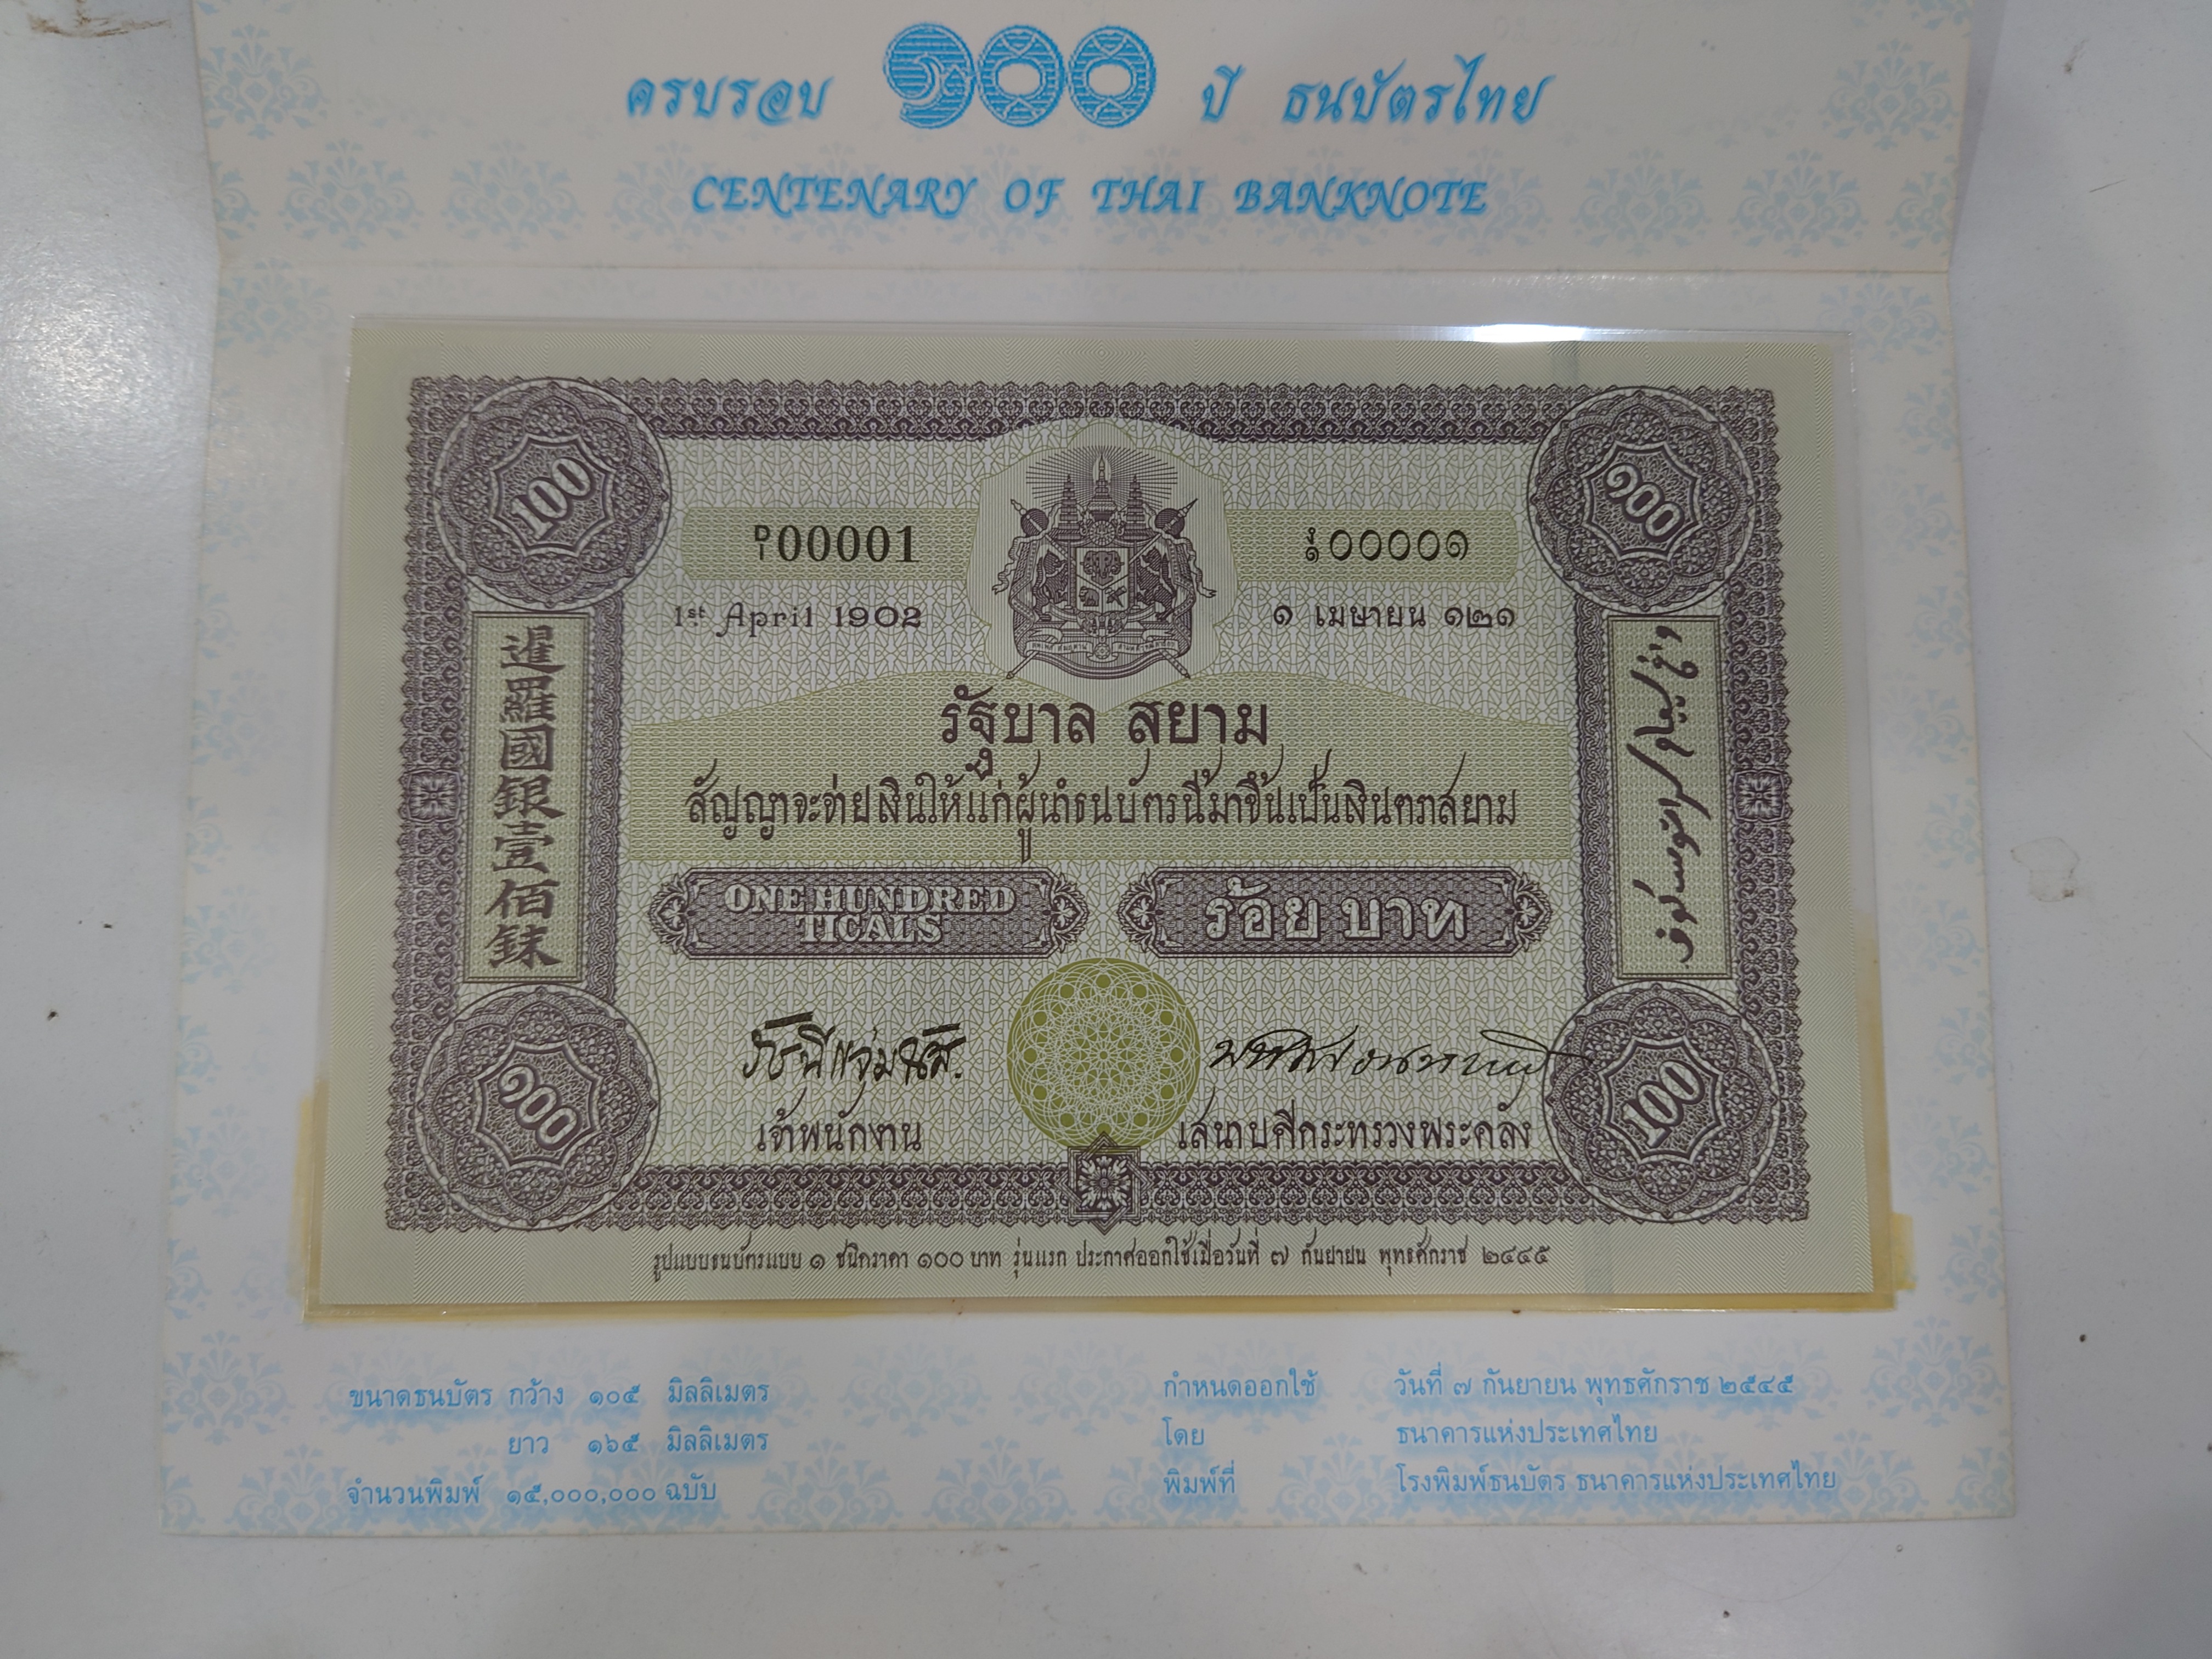 ครบรอบ ๑๐๐ ปี ธนบัตรไทย
CENTENARY OF THAI BANKNOTE
100
๑๐๐
D/1 00001
ง/๑ ๐๐๐๐๑
1st April 1902
๑ เมษายน ๑๒๑
暹羅國銀壹佰銖
รัฐบาล สยาม
สัญญาจะจ่ายเงินให้แก่ผู้นำธนบัตรนี้มาขึ้นเป็นเงินตราสยาม
ONE HUNDRED
TICALS
ร้อย บาท
เจ้าพนักงาน
เสนาบดีกระทรวงพระคลัง
๑๐๐
100
รูปแบบธนบัตรแบบ ๑ ชนิดราคา ๑๐๐ บาท รุ่นแรก ประกาศออกใช้เมื่อวันที่ ๗ กันยายน พุทธศักราช ๒๔๔๕
ขนาดธนบัตร กว้าง ๑๐๕ มิลลิเมตร
ยาว ๑๖๕ มิลลิเมตร
จำนวนพิมพ์ ๑๕,๐๐๐,๐๐๐ ฉบับ
กำหนดออกใช้ วันที่ ๗ กันยายน พุทธศักราช ๒๕๔๕
โดย ธนาคารแห่งประเทศไทย
พิมพ์ที่ โรงพิมพ์ธนบัตร ธนาคารแห่งประเทศไทย